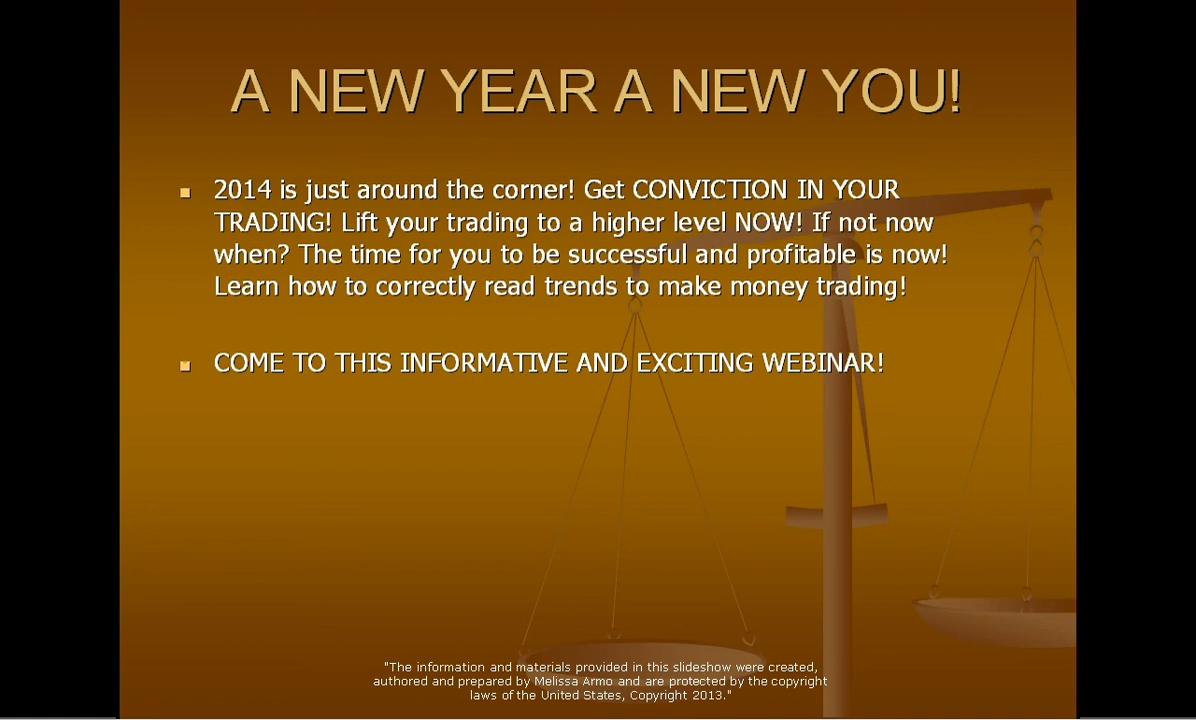 A NEW YEAR A NEW YOU!
2014 is just around the corner! Get CONVICTION IN YOUR
TRADING! Lift your trading to a higher level NOW! If not now
when? The time for you to be successful and profitable is now!
Learn how to correctly read trends to make money trading!
COME TO THIS INFORMATIVE AND EXCITING WEBINAR!
"The information and materials provided in this slideshow were created,
authored and prepared by Melissa Armo and are protected by the copyright
laws of the United States, Copyright 2013."